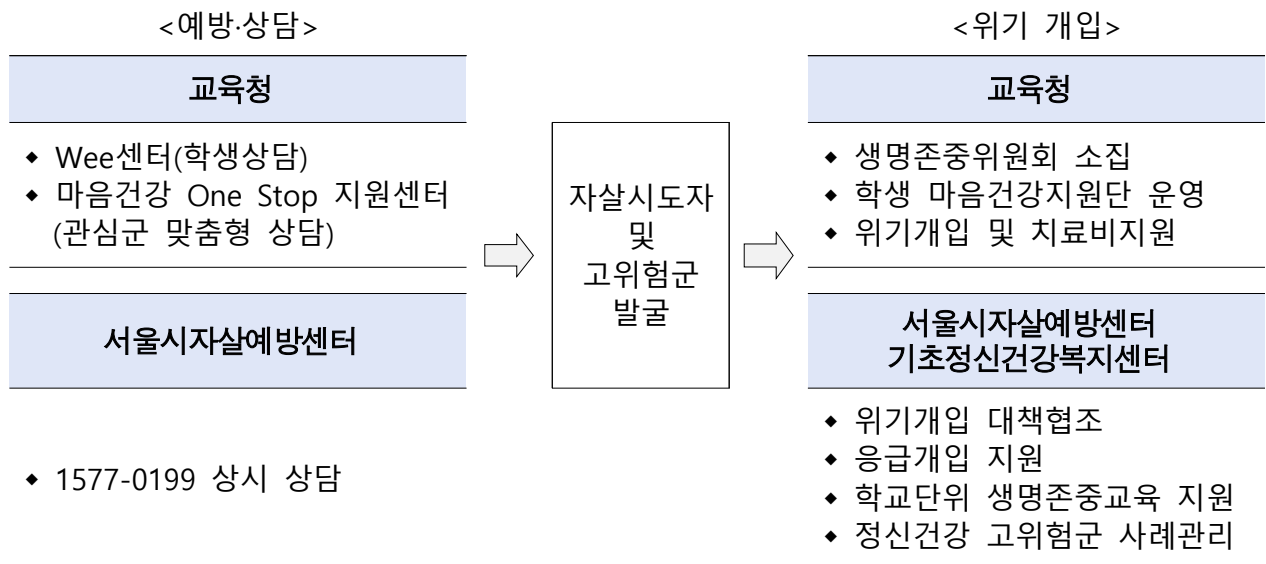 <예방·상담>
교육청
◆ Wee센터(학생상담)
◆ 마음건강 One Stop 지원센터
(관심군 맞춤형 상담)
서울시자살예방센터
◆ 1577-0199 상시 상담
자살시도자
및
고위험군
발굴
<위기 개입>
교육청
◆ 생명존중위원회 소집
◆ 학생 마음건강지원단 운영
◆ 위기개입 및 치료비지원
서울시자살예방센터
기초정신건강복지센터
◆ 위기개입 대책협조
◆ 응급개입 지원
◆ 학교단위 생명존중교육 지원
◆ 정신건강 고위험군 사례관리